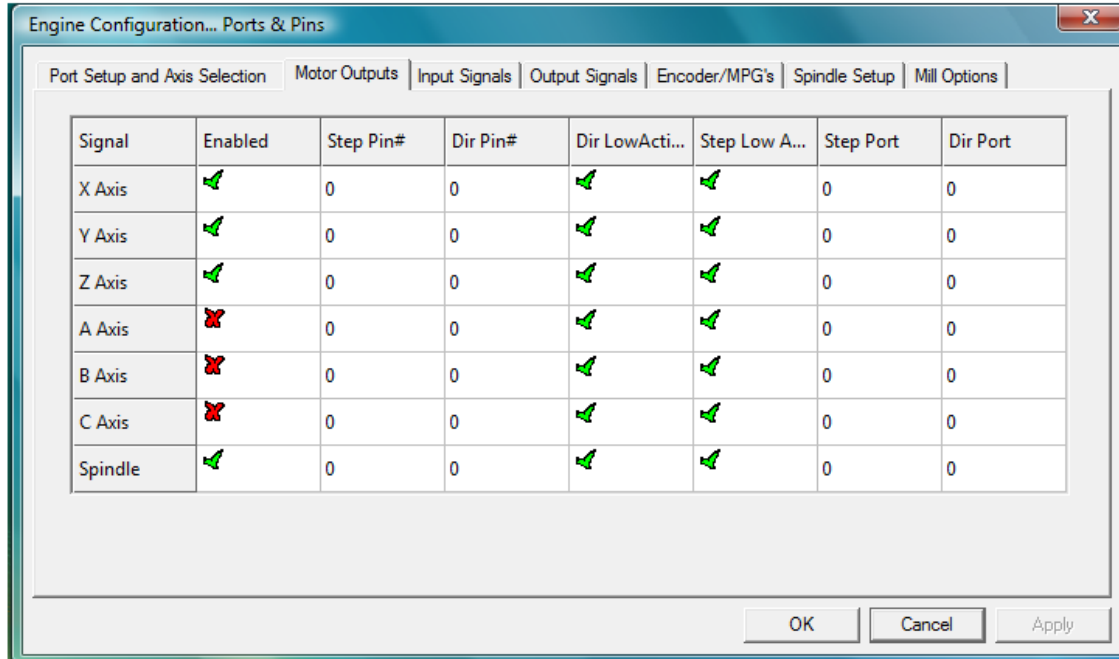 Engine Configuration... Ports & Pins
Port Setup and Axis Selection Motor Outputs Input Signals Output Signals Encoder/MPG's Spindle Setup Mill Options
Signal Enabled Step Pin# Dir Pin# Dir LowActi... Step Low A... Step Port Dir Port
X Axis 0 0 0 0
Y Axis 0 0 0 0
Z Axis 0 0 0 0
A Axis 0 0 0 0
B Axis 0 0 0 0
C Axis 0 0 0 0
Spindle 0 0 0 0
OK Cancel Apply